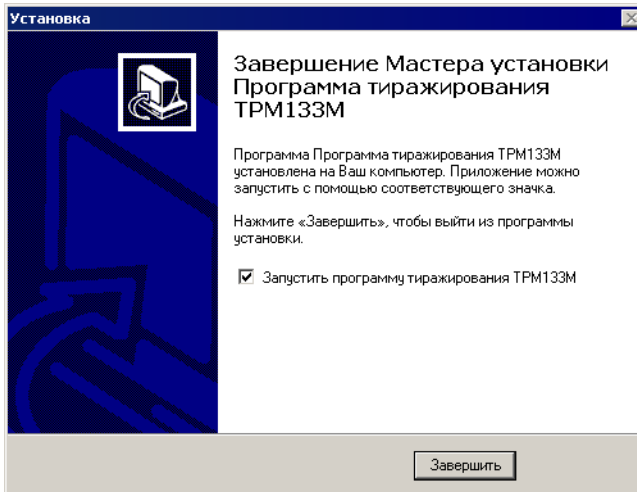 Установка
Завершение Мастера установки
Программа тиражирования
ТРМ133М
Программа Программа тиражирования ТРМ133М
установлена на Ваш компьютер. Приложение можно
запустить с помощью соответствующего значка.
Нажмите «Завершить», чтобы выйти из программы
установки.
Запустить программу тиражирования ТРМ133М
Завершить